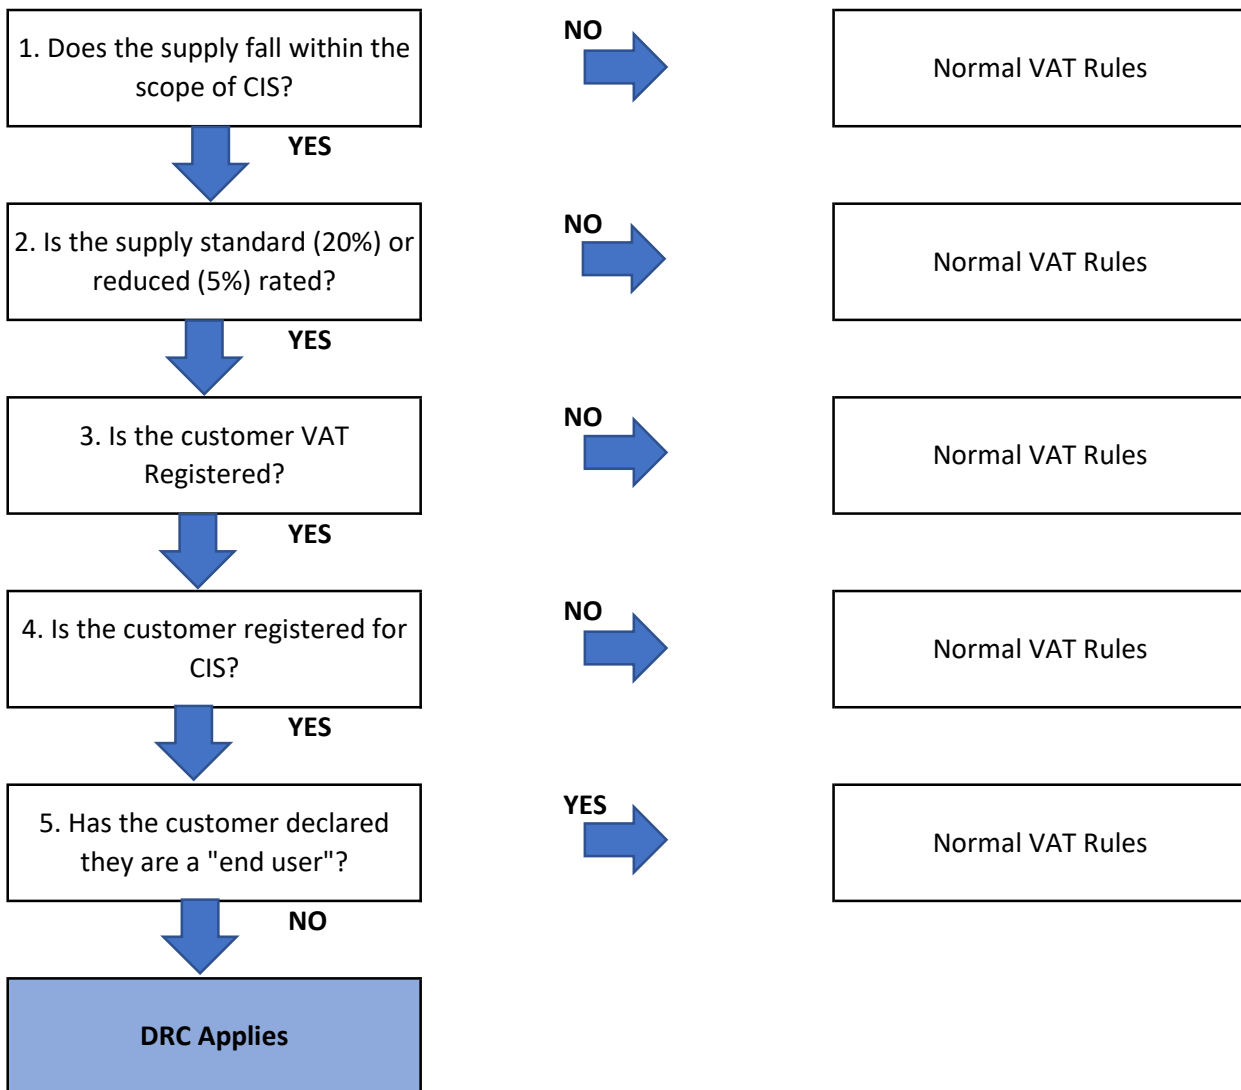 1. Does the supply fall within the
scope of CIS?
NO
Normal VAT Rules
YES
2. Is the supply standard (20%) or
reduced (5%) rated?
NO
Normal VAT Rules
YES
3. Is the customer VAT
Registered?
NO
Normal VAT Rules
YES
4. Is the customer registered for
CIS?
NO
Normal VAT Rules
YES
5. Has the customer declared
they are a "end user"?
YES
Normal VAT Rules
NO
DRC Applies